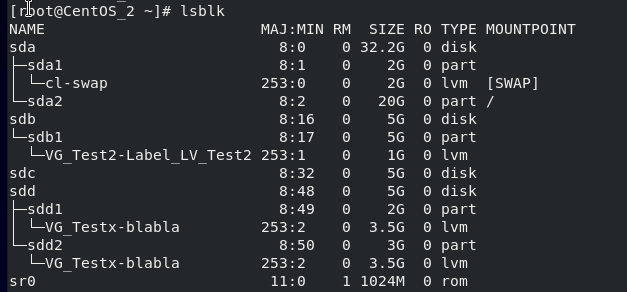 [root@CentOS_2 ~]# lsblk
NAME                         MAJ:MIN RM  SIZE RO TYPE MOUNTPOINT
sda                            8:0    0 32.2G  0 disk
├─sda1                         8:1    0    2G  0 part
│ └─cl-swap                  253:0    0    2G  0 lvm  [SWAP]
└─sda2                         8:2    0   20G  0 part /
sdb                            8:16   0    5G  0 disk
└─sdb1                         8:17   0    5G  0 part
  └─VG_Test2-Label_LV_Test2 253:1    0    1G  0 lvm
sdc                            8:32   0    5G  0 disk
sdd                            8:48   0    5G  0 disk
├─sdd1                         8:49   0    2G  0 part
│ └─VG_Testx-blabla          253:2    0  3.5G  0 lvm
└─sdd2                         8:50   0    3G  0 part
  └─VG_Testx-blabla          253:2    0  3.5G  0 lvm
sr0                           11:0    1 1024M  0 rom